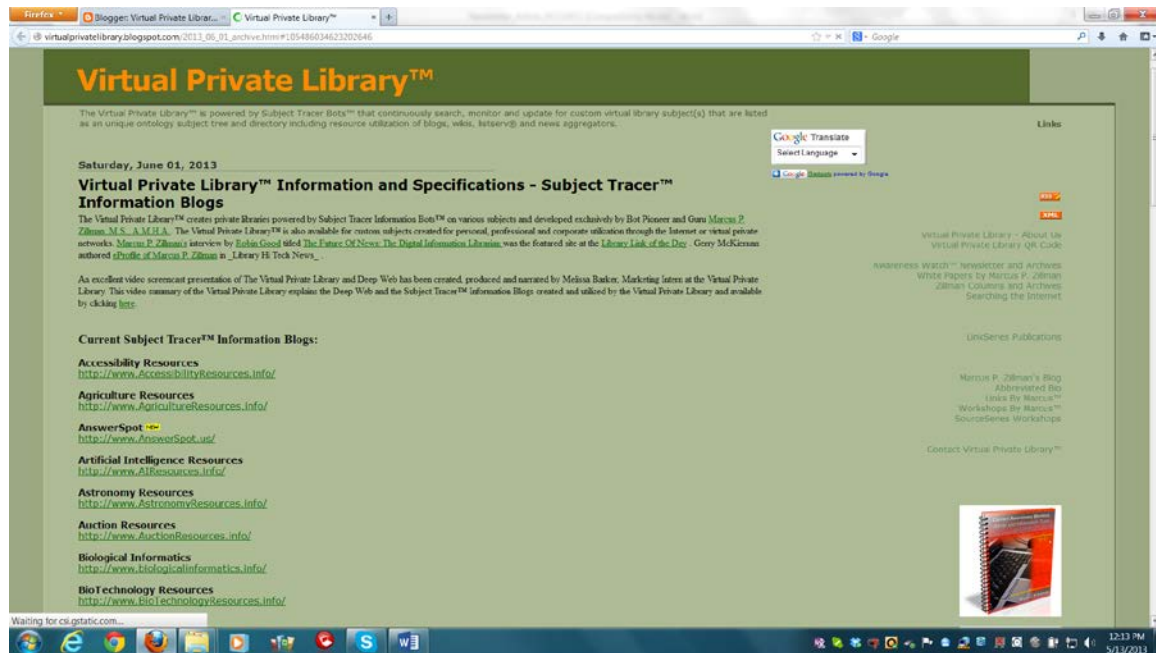 Firefox
Blogger: Virtual Private Librar...
Virtual Private Library™
virtualprivatelibrary.blogspot.com/2013_06_01_archive.html#105486034623202646
Google
Virtual Private Library™
The Virtual Private Library™ is powered by Subject Tracer Bots™ that continuously search, monitor and update for custom virtual library subject(s) that are listed
as an unique ontology subject tree and directory including resource utilization of blogs, wikis, listserv® and news aggregators.
Links
Google Translate
Select Language
Saturday, June 01, 2013
Virtual Private Library™ Information and Specifications - Subject Tracer™
Information Blogs
The Virtual Private Library™ creates private libraries powered by Subject Tracer Information Bots™ on various subjects and developed exclusively by Bot Pioneer and Guru Marcus P.
Zillman, M.S., A.M.H.A. The Virtual Private Library™ is also available for custom subjects created for personal, professional and corporate utilization through the Internet or virtual private
networks. Marcus P. Zillman's interview by Robin Good titled The Future Of News: The Digital Information Librarian was the featured site at the Library Link of the Day . Gerry McKiernan
authored eProfile of Marcus P. Zillman in _Library Hi Tech News_ .
An excellent video screencast presentation of The Virtual Private Library and Deep Web has been created, produced and narrated by Melissa Barker, Marketing Intern at the Virtual Private
Library. This video summary of the Virtual Private Library explains the Deep Web and the Subject Tracer™ Information Blogs created and utilized by the Virtual Private Library and available
by clicking here.
Current Subject Tracer™ Information Blogs:
Accessibility Resources
http://www.AccessibilityResources.info/
Agriculture Resources
http://www.AgricultureResources.info/
AnswerSpot NEW
http://www.AnswerSpot.us/
Artificial Intelligence Resources
http://www.AIResources.info/
Astronomy Resources
http://www.AstronomyResources.info/
Auction Resources
http://www.AuctionResources.info/
Biological Informatics
http://www.biologicalinformatics.info/
BioTechnology Resources
http://www.BioTechnologyResources.info/
RSS
XML
Virtual Private Library - About Us
Virtual Private Library QR Code
Awareness Watch™ Newsletter and Archives
White Papers by Marcus P. Zillman
Zillman Columns and Archives
Searching the Internet
LinkSeries Publications
Marcus P. Zillman's Blog
Abbreviated Bio
Links By Marcus™
Workshops By Marcus™
SourceSeries Workshops
Contact Virtual Private Library™
Waiting for csi.gstatic.com...
12:13 PM
5/13/2013